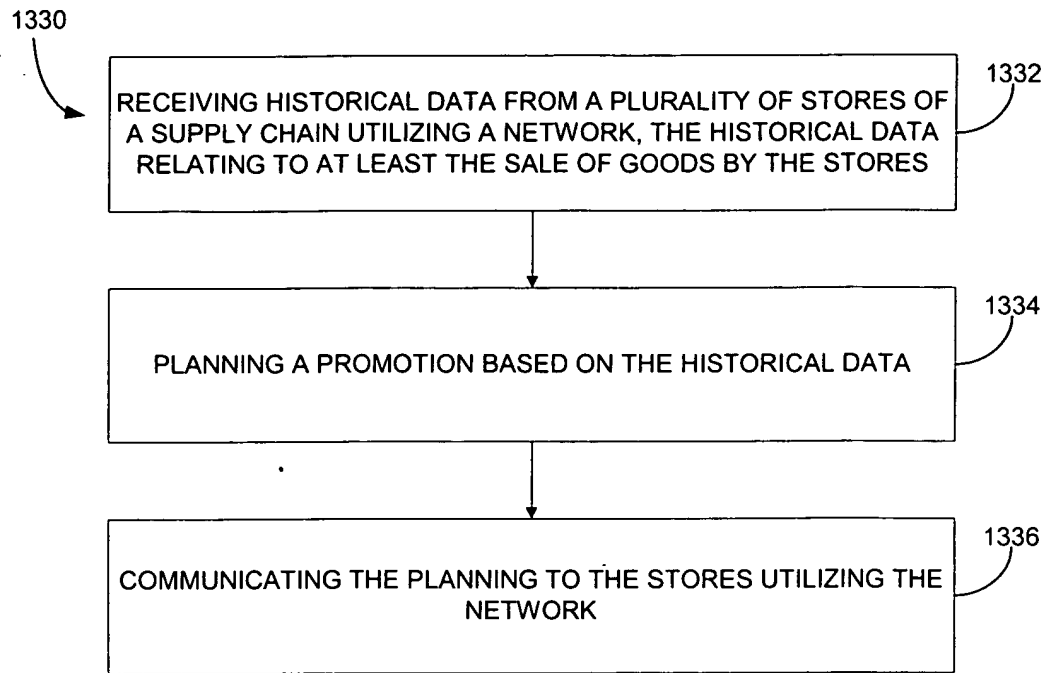 1330
1332
RECEIVING HISTORICAL DATA FROM A PLURALITY OF STORES OF
A SUPPLY CHAIN UTILIZING A NETWORK, THE HISTORICAL DATA
RELATING TO AT LEAST THE SALE OF GOODS BY THE STORES
1334
PLANNING A PROMOTION BASED ON THE HISTORICAL DATA
1336
COMMUNICATING THE PLANNING TO THE STORES UTILIZING THE
NETWORK